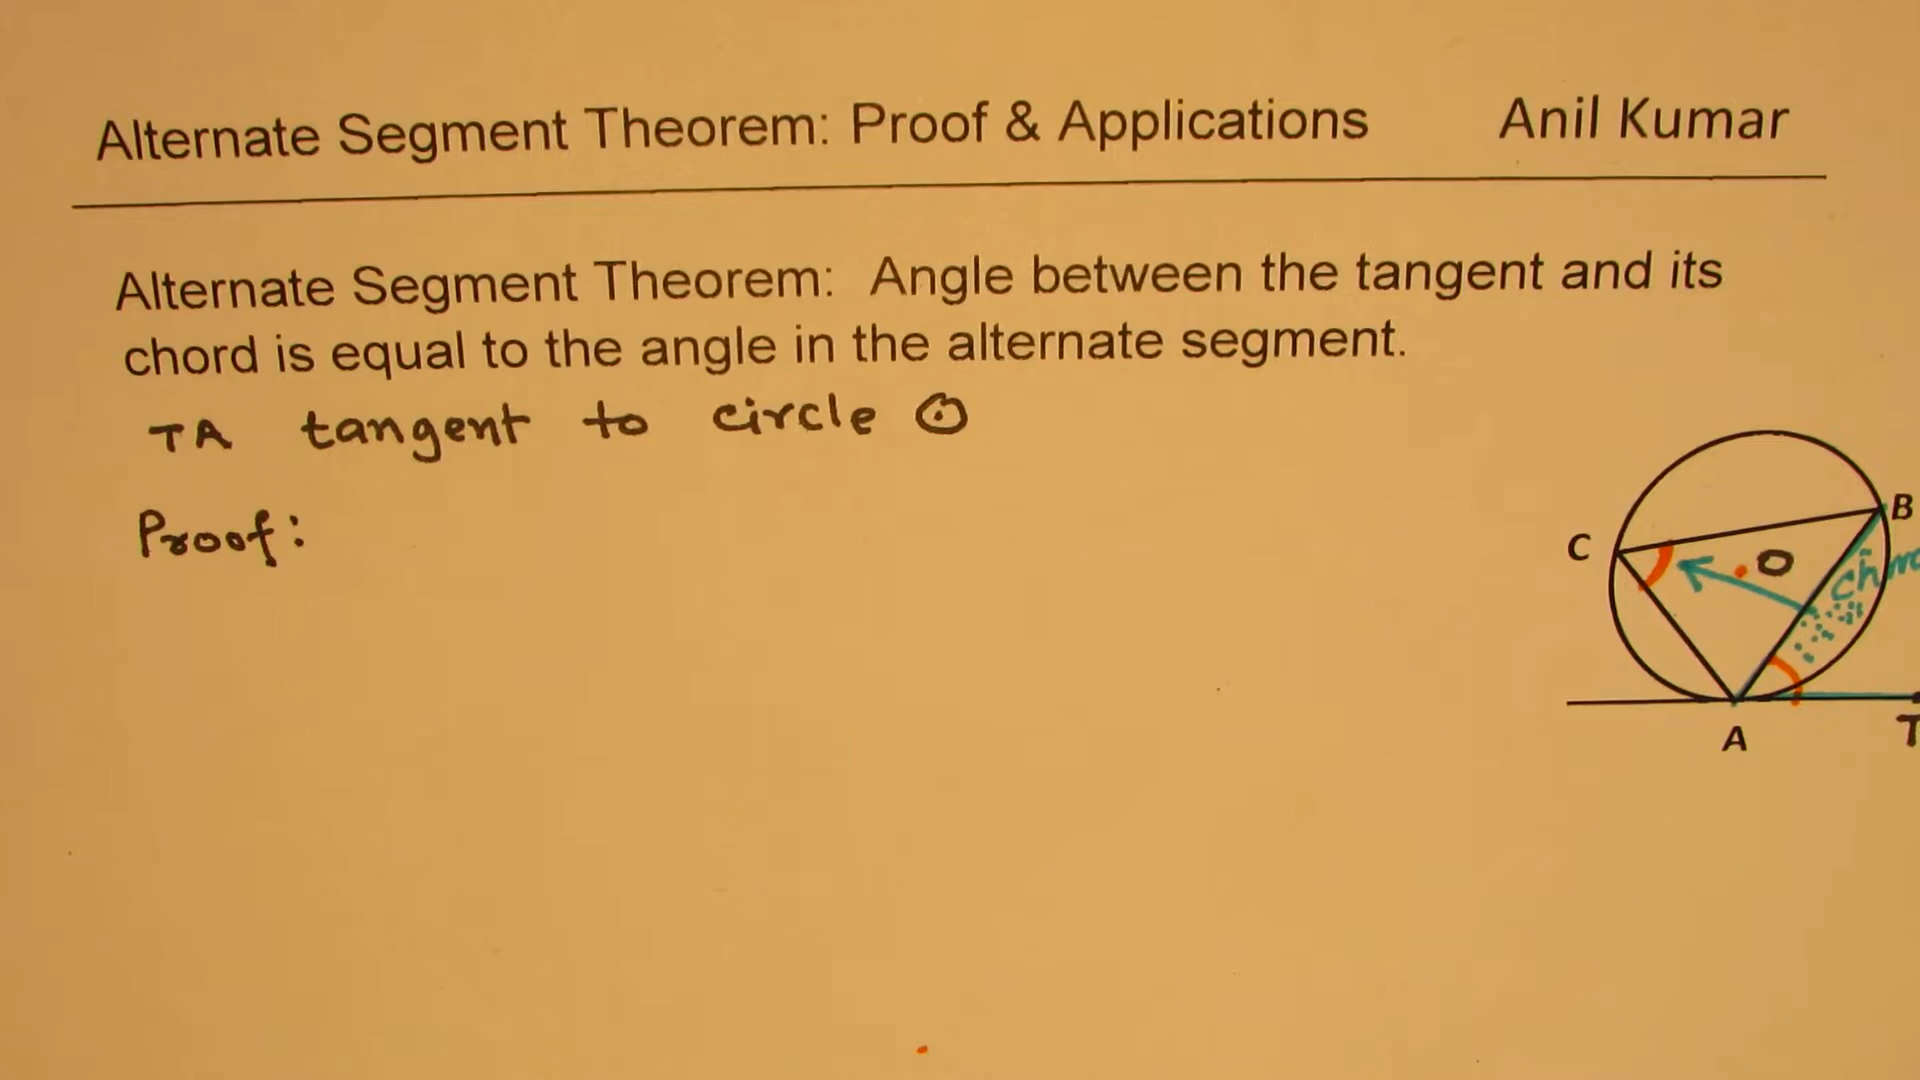 Alternate Segment Theorem: Proof & Applications Anil Kumar
Alternate Segment Theorem: Angle between the tangent and its
chord is equal to the angle in the alternate segment.
TA tangent to circle ⊙
Proof:
B
C
O
A
T